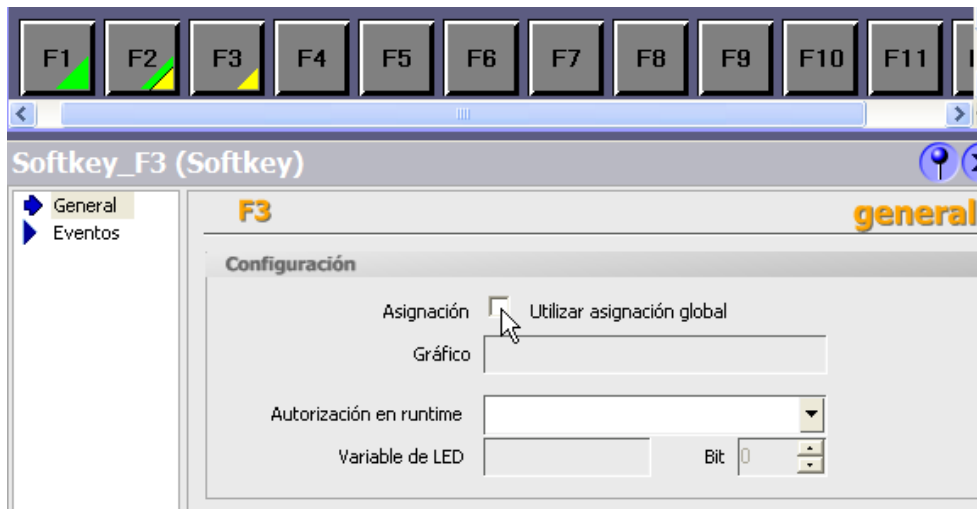 F1 F2 F3 F4 F5 F6 F7 F8 F9 F10 F11
Softkey_F3 (Softkey)
General
Eventos
F3 general
Configuración
Asignación Utilizar asignación global
Gráfico
Autorización en runtime
Variable de LED Bit 0